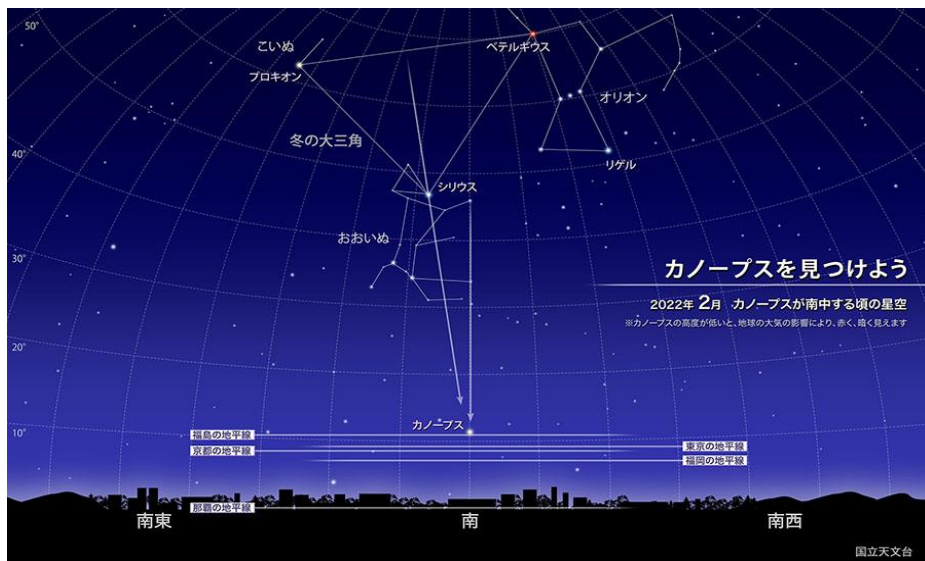 50°
こいぬ
プロキオン
ベテルギウス
オリオン
冬の大三角
リゲル
40°
シリウス
おおいぬ
30°
カノープスを見つけよう
2022年 2月 カノープスが南中する頃の星空
※カノープスの高度が低いと、地球の大気の影響により、赤く、暗く見えます
20°
カノープス
10°
福島の地平線
東京の地平線
京都の地平線
福岡の地平線
那覇の地平線
南東
南
南西
国立天文台